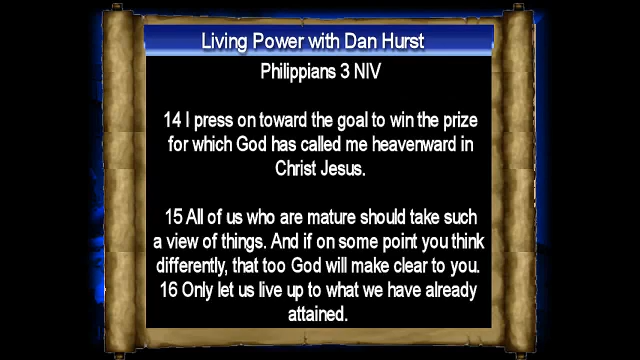 Living Power with Dan Hurst
Philippians 3 NIV
14 I press on toward the goal to win the prize
for which God has called me heavenward in
Christ Jesus.
15 All of us who are mature should take such
a view of things. And if on some point you think
differently, that too God will make clear to you.
16 Only let us live up to what we have already
attained.